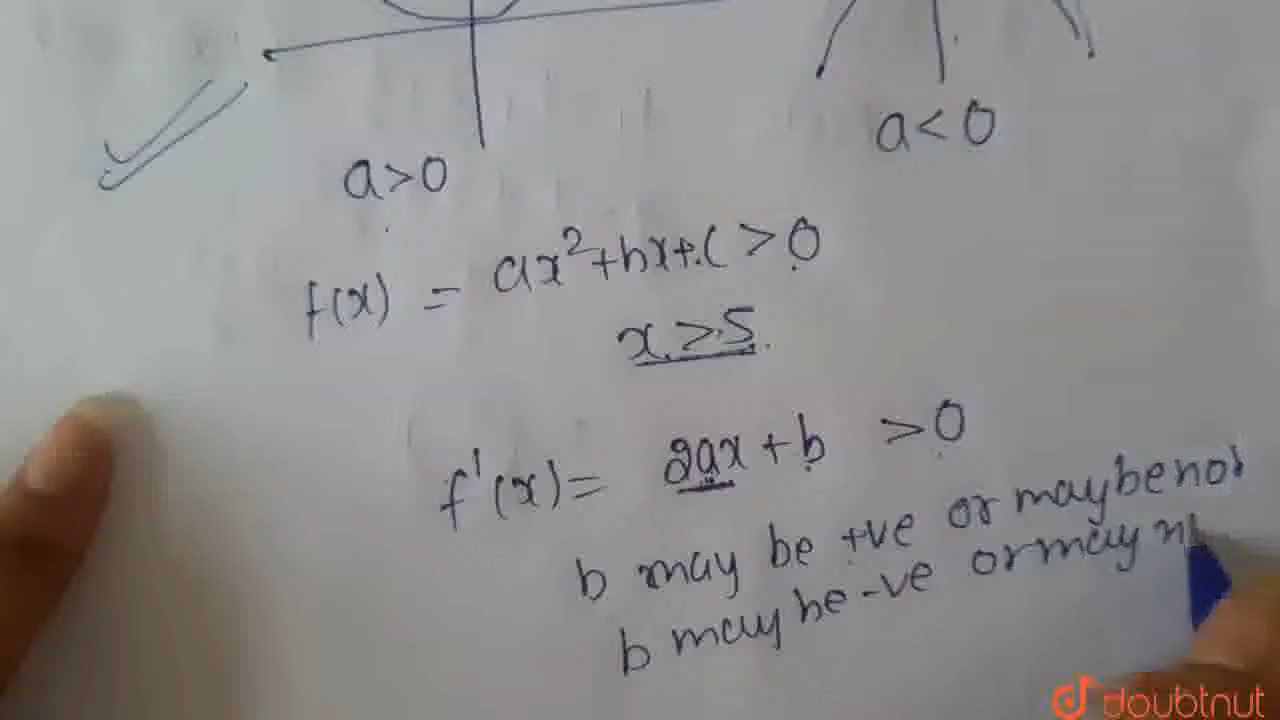 a>0
a<0
f(x) = ax²+bx+c >0
x>5
f'(x)= 2ax + b >0
b may be +ve or maybe not
b may be -ve or may n
doubtnut